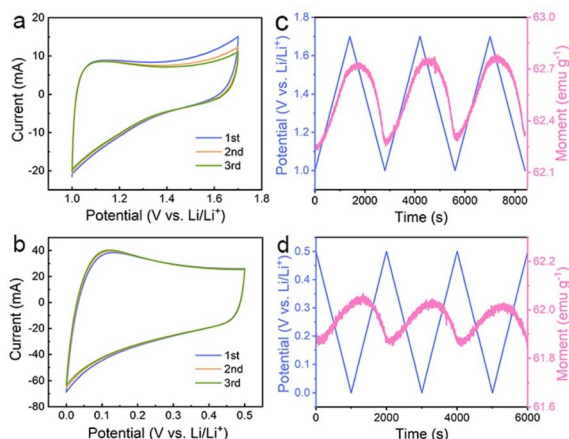 a
20
10
0
-10
-20
Current (mA)
1st
2nd
3rd
1.0
1.2
1.4
1.6
1.8
Potential (V vs. Li/Li⁺)
c
1.6
1.4
1.2
1.0
Potential (V vs. Li/Li⁺)
63.0
62.7
62.4
62.1
Moment (emu g⁻¹)
0
2000
4000
6000
8000
Time (s)
b
60
40
20
0
-20
-40
-60
-80
Current (mA)
1st
2nd
3rd
0.0
0.1
0.2
0.3
0.4
0.5
Potential (V vs. Li/Li⁺)
d
0.5
0.4
0.3
0.2
0.1
0.0
Potential (V vs. Li/Li⁺)
62.2
62.0
61.8
61.6
Moment (emu g⁻¹)
0
2000
4000
6000
Time (s)